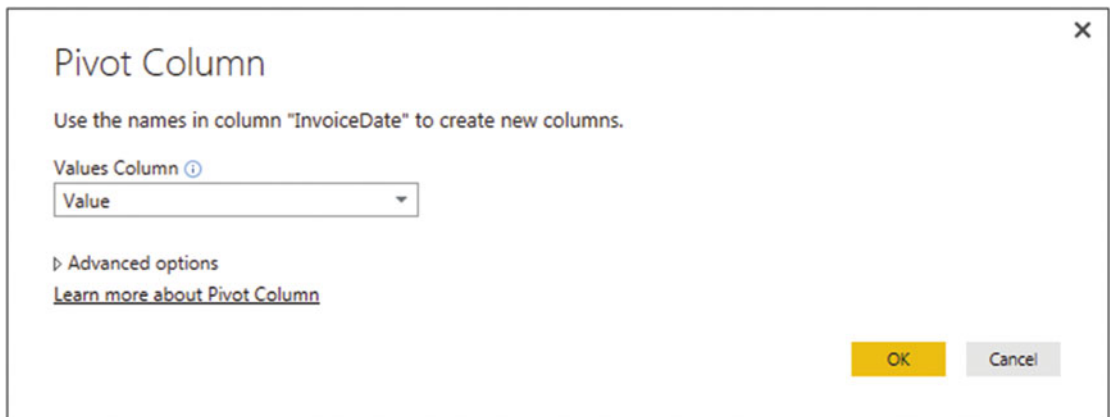 Pivot Column
Use the names in column "InvoiceDate" to create new columns.
Values Column
Value
Advanced options
Learn more about Pivot Column
OK Cancel